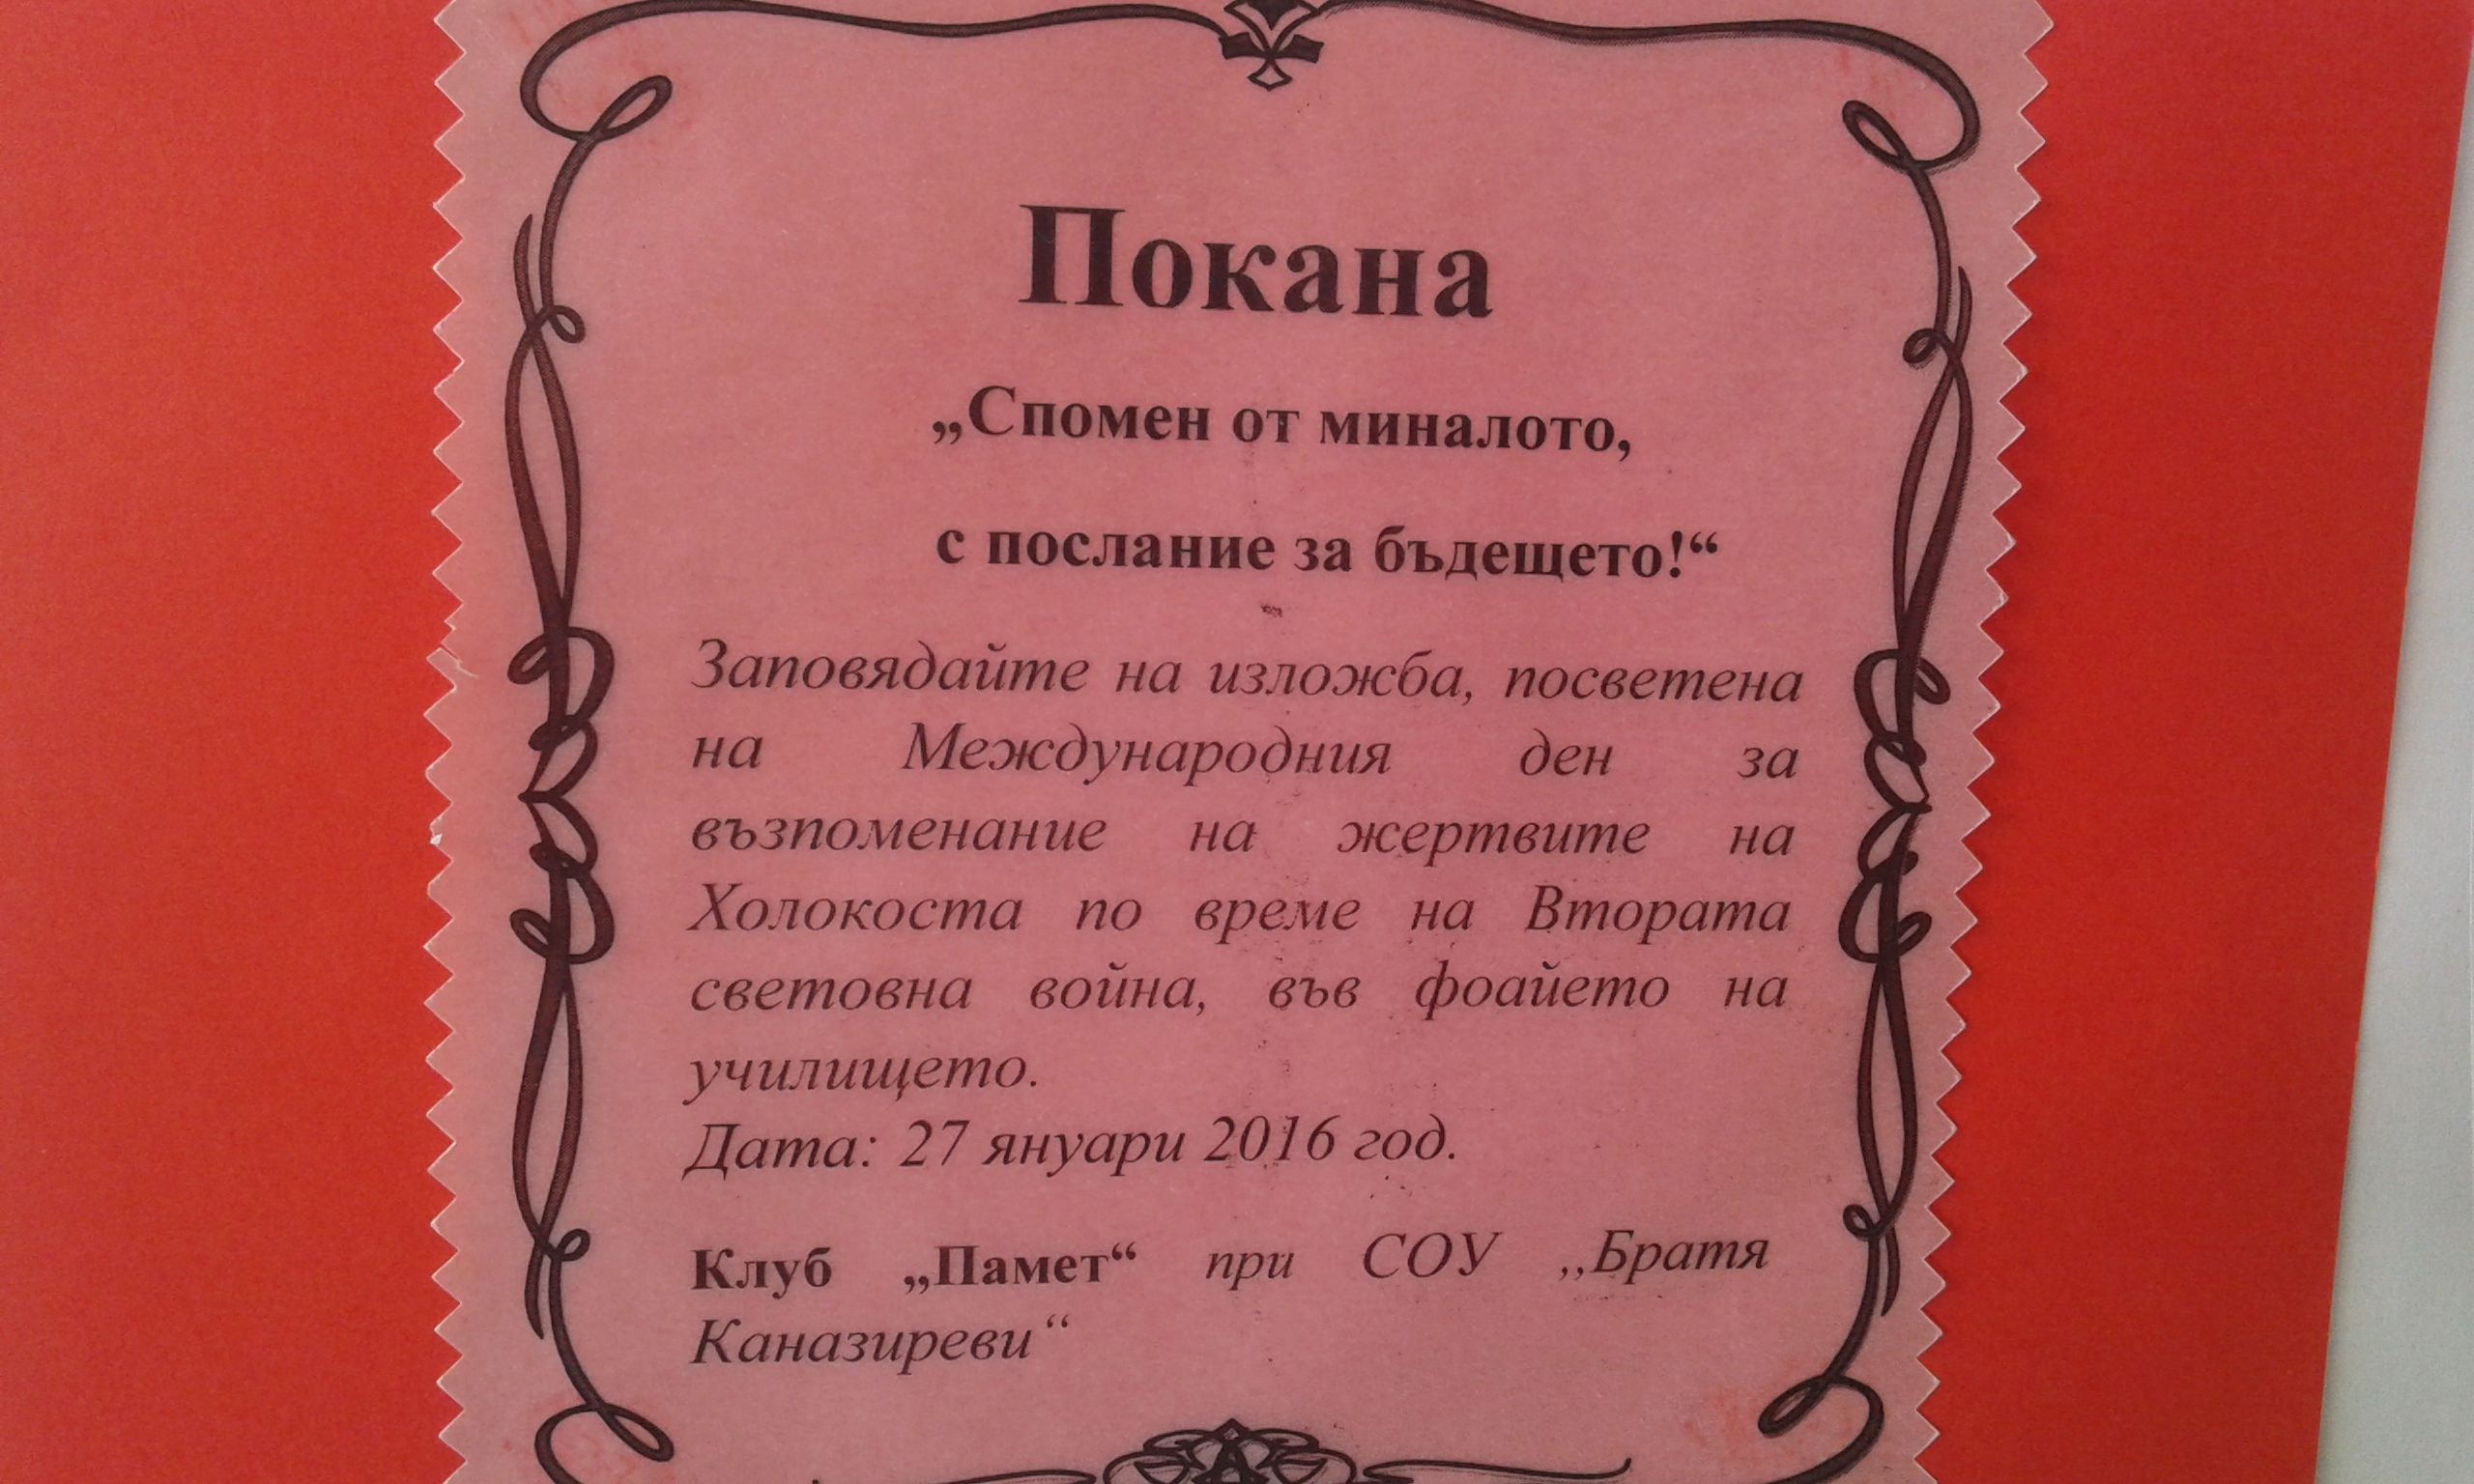 Покана
„Спомен от миналото,
с послание за бъдещето!“
Заповядайте на изложба, посветена
на Международния ден за
възпоменание на жертвите на
Холокоста по време на Втората
световна война, във фоайето на
училището.
Дата: 27 януари 2016 год.
Клуб „Памет“ при СОУ ,,Братя
Каназиреви“